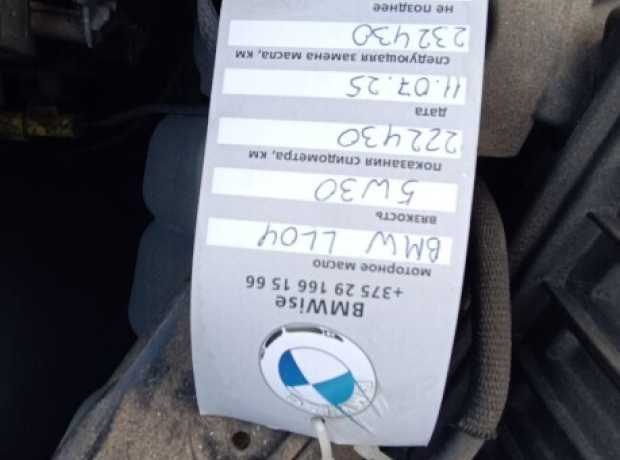 BMWise
+375 29 166 15 66
моторное масло
BMW LL04
вязкость
5W30
показания спидометра, км
222430
дата
11.07.25
следующая замена масла, км
232430
не позднее